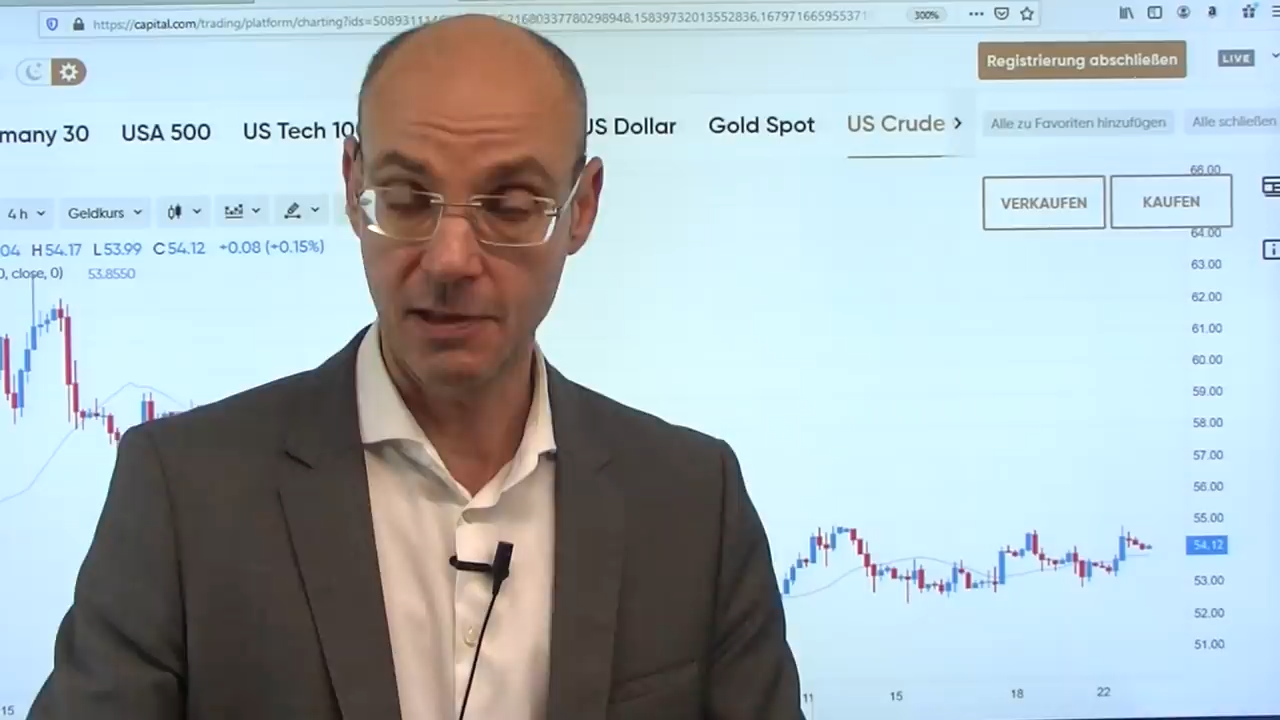 https://capital.com/trading/platform/charting?ids= 300%
Registrierung abschließen LIVE
many 30 USA 500 US Tech 10 US Dollar Gold Spot US Crude
Alle zu Favoriten hinzufügen Alle schließen
4 h Geldkurs
VERKAUFEN KAUFEN
04 H54.17 L53.99 C54.12 +0.08 (+0.15%)
0, close, 0) 53.8550
66.00
64.00
63.00
62.00
61.00
60.00
59.00
58.00
57.00
56.00
55.00
54.12
53.00
52.00
51.00
15 11 15 18 22